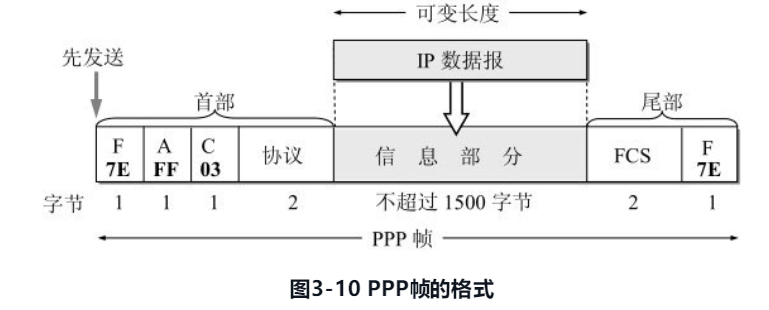 可变长度
先发送
IP 数据报
首部
尾部
F A C 协议 信息部分 FCS F
7E FF 03 7E
字节 1 1 1 2 不超过 1500 字节 2 1
PPP 帧
图3-10 PPP帧的格式